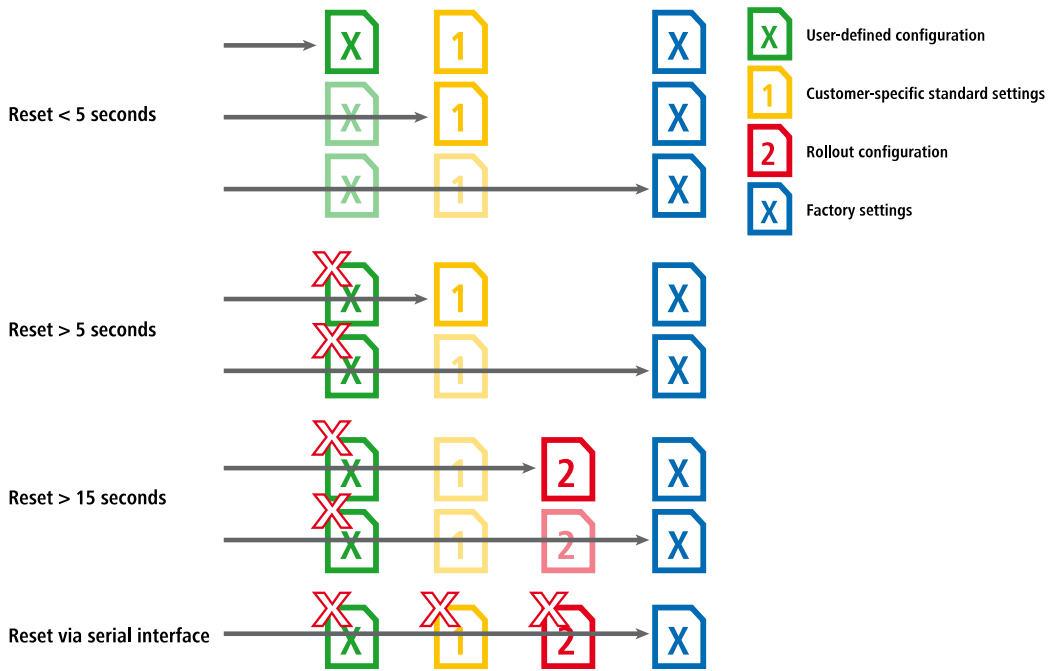 X 1 X X User-defined configuration
Reset < 5 seconds X 1 X 1 Customer-specific standard settings
X 1 X 2 Rollout configuration
X Factory settings
X X 1 X
Reset > 5 seconds
X X 1 X
X X 1 2 X
Reset > 15 seconds
X X 1 2 X
Reset via serial interface X X X 1 X 2 X